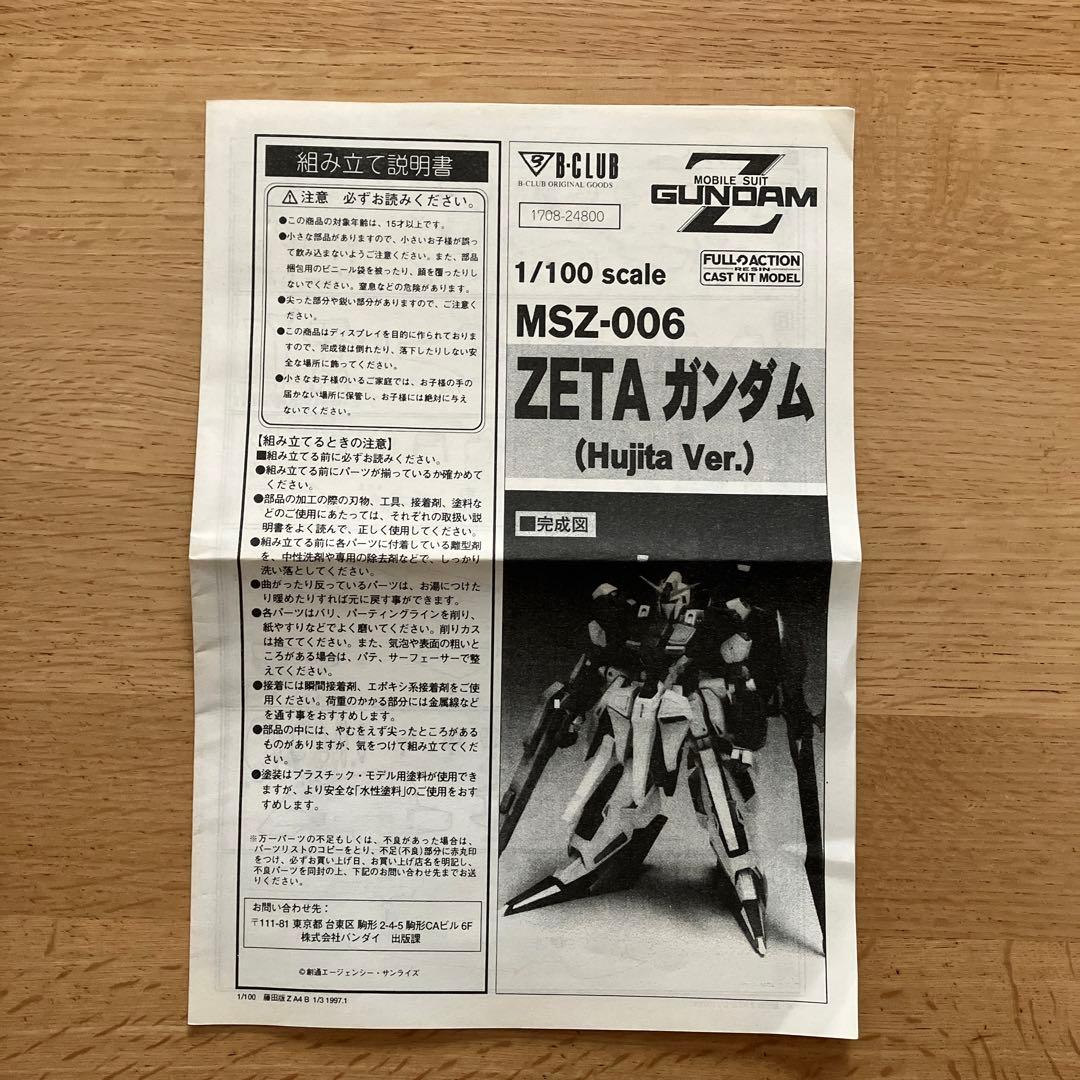 組み立て説明書
注意 必ずお読みください。
●この商品の対象年齢は、15才以上です。
●小さな部品がありますので、小さいお子様が誤っ
て飲み込まないようご注意ください。また、部品
梱包用のビニール袋を被ったり、顔を覆ったりし
ないでください。窒息などの危険があります。
●尖った部分や鋭い部分がありますので、ご注意く
ださい。
●この商品はディスプレイを目的に作られておりま
すので、完成後は倒れたり、落下したりしない安
全な場所に飾ってください。
●小さなお子様のいるご家庭では、お子様の手の
届かない場所に保管し、お子様には絶対に与え
ないでください。
【組み立てるときの注意】
■組み立てる前に必ずお読みください。
●組み立てる前にパーツが揃っているか確かめて
ください。
●部品の加工の際の刃物、工具、接着剤、塗料な
どのご使用にあたっては、それぞれの取扱い説
明書をよく読んで、正しく使用してください。
●組み立てる前に各パーツに付着している離型剤
を、中性洗剤や専用の除去剤などで、しっかり
洗い落としてください。
●曲がったり反っているパーツは、お湯につけた
り暖めたりすれば元に戻す事ができます。
●各パーツはバリ、パーティングラインを削り、
紙やすりなどでよく磨いてください。削りカス
は捨ててください。また、気泡や表面の粗いと
ころがある場合は、パテ、サーフェーサーで整
えてください。
●接着には瞬間接着剤、エポキシ系接着剤をご使
用ください。荷重のかかる部分には金属線など
を通す事をおすすめします。
●部品の中には、やむをえず尖ったところがある
ものがありますが、気をつけて組み立ててくだ
さい。
●塗装はプラスチック・モデル用塗料が使用でき
ますが、より安全な「水性塗料」のご使用をおす
すめします。
※万一パーツの不足もしくは、不良があった場合は、
パーツリストのコピーをとり、不足(不良)部分に赤丸印
をつけ、必ずお買い上げ日、お買い上げ店名を明記し、
不良パーツを同封の上、下記のお問い合わせ先までお送
りください。
お問い合わせ先：
〒111-81 東京都 台東区 駒形 2-4-5 駒形CAビル 6F
株式会社バンダイ 出版課
©創通エージェンシー・サンライズ
1/100 藤田版 Z A4 B 1/3 1997.1
B-CLUB
B-CLUB ORIGINAL GOODS
1708-24800
MOBILE SUIT
Z GUNDAM
FULL ACTION
RESIN
CAST KIT MODEL
1/100 scale
MSZ-006
ZETA ガンダム
(Hujita Ver.)
■完成図